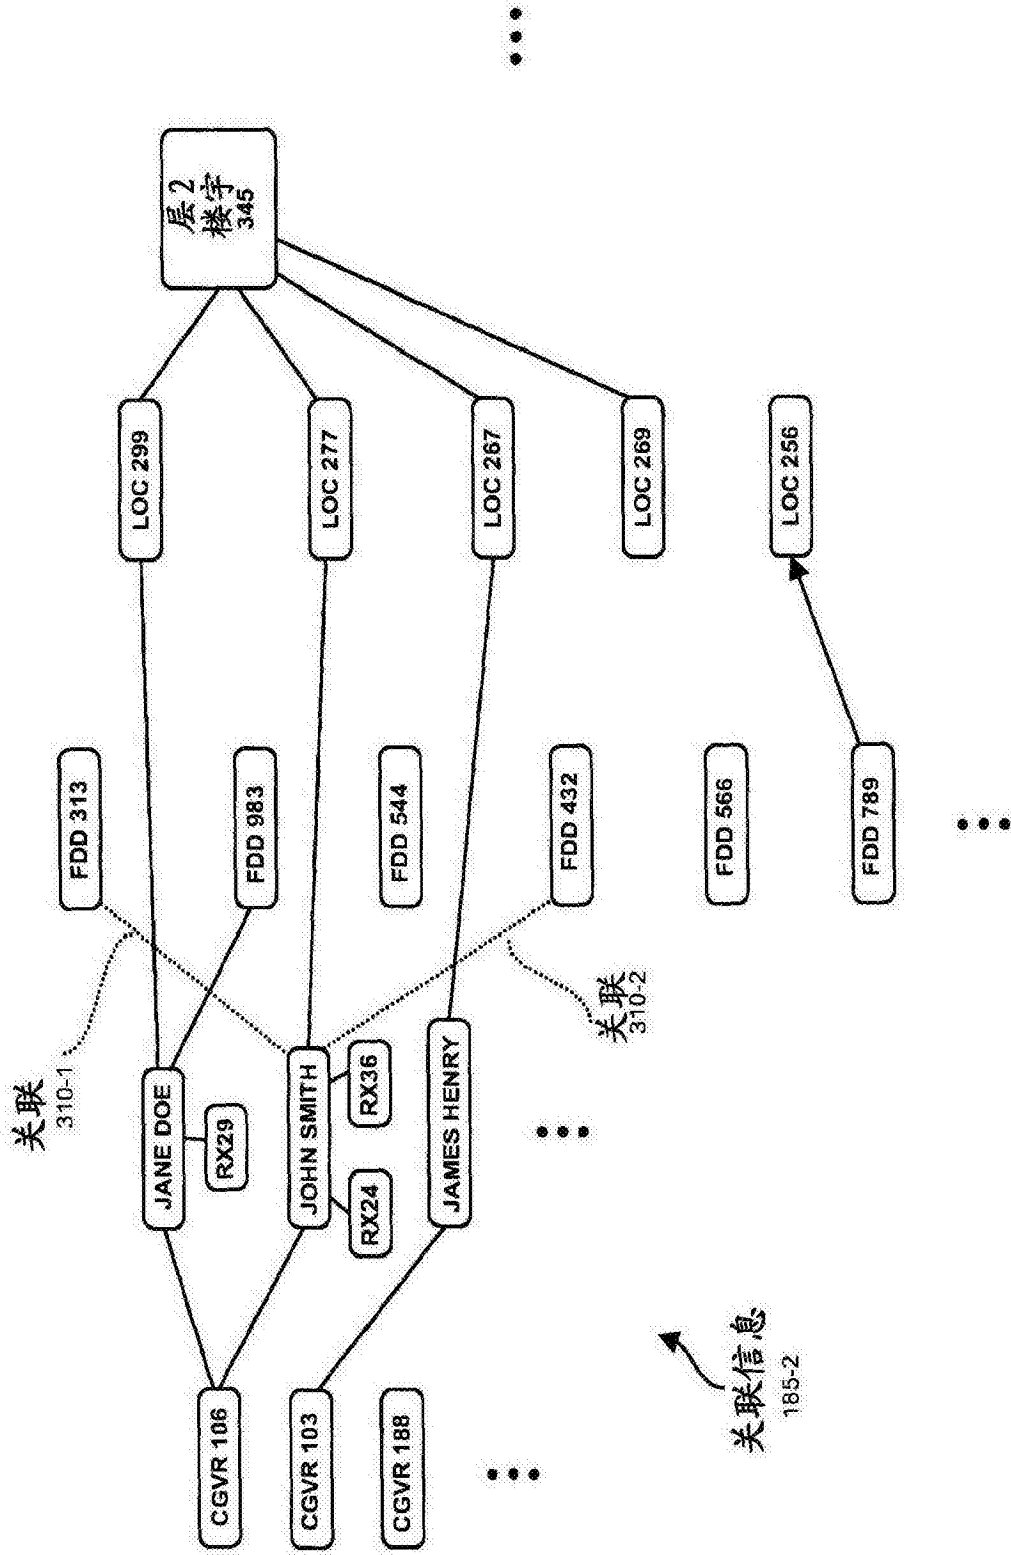 关联
310-1
FDD 313
层 2
楼宇
345
LOC 299
JANE DOE
RX29
FDD 983
CGVR 106
LOC 277
JOHN SMITH
RX24
RX36
FDD 544
CGVR 103
LOC 267
JAMES HENRY
FDD 432
CGVR 188
关联
310-2
LOC 269
FDD 566
LOC 256
FDD 789
关联信息
185-2